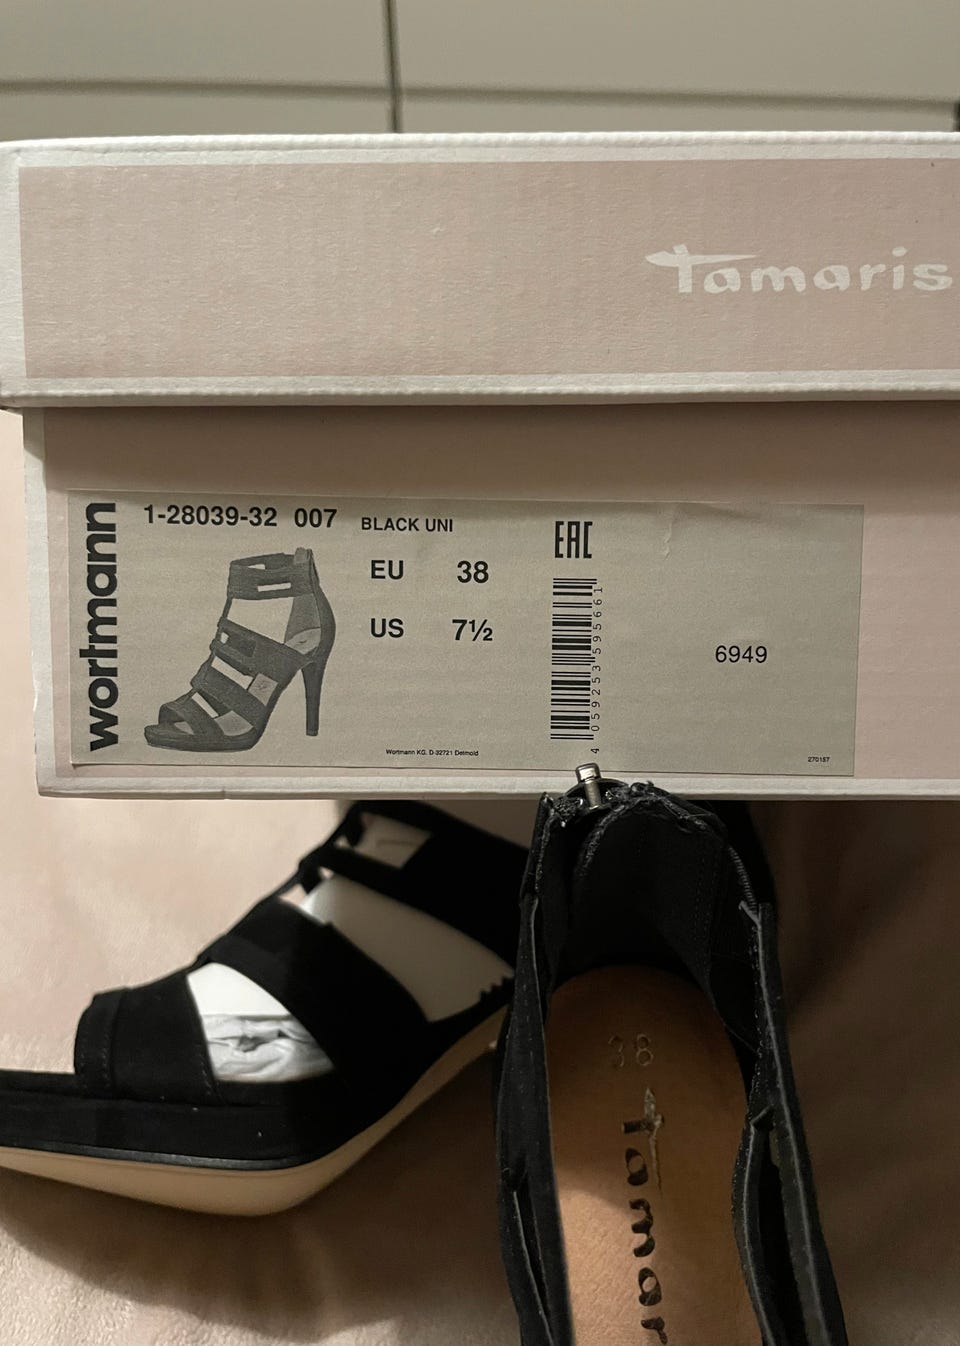 Tamaris
wortmann
1-28039-32 007 BLACK UNI
EU 38
US 7½
EAC
4 059253 595661
6949
Wortmann KG. D-32721 Detmold
270187
38
Tamar